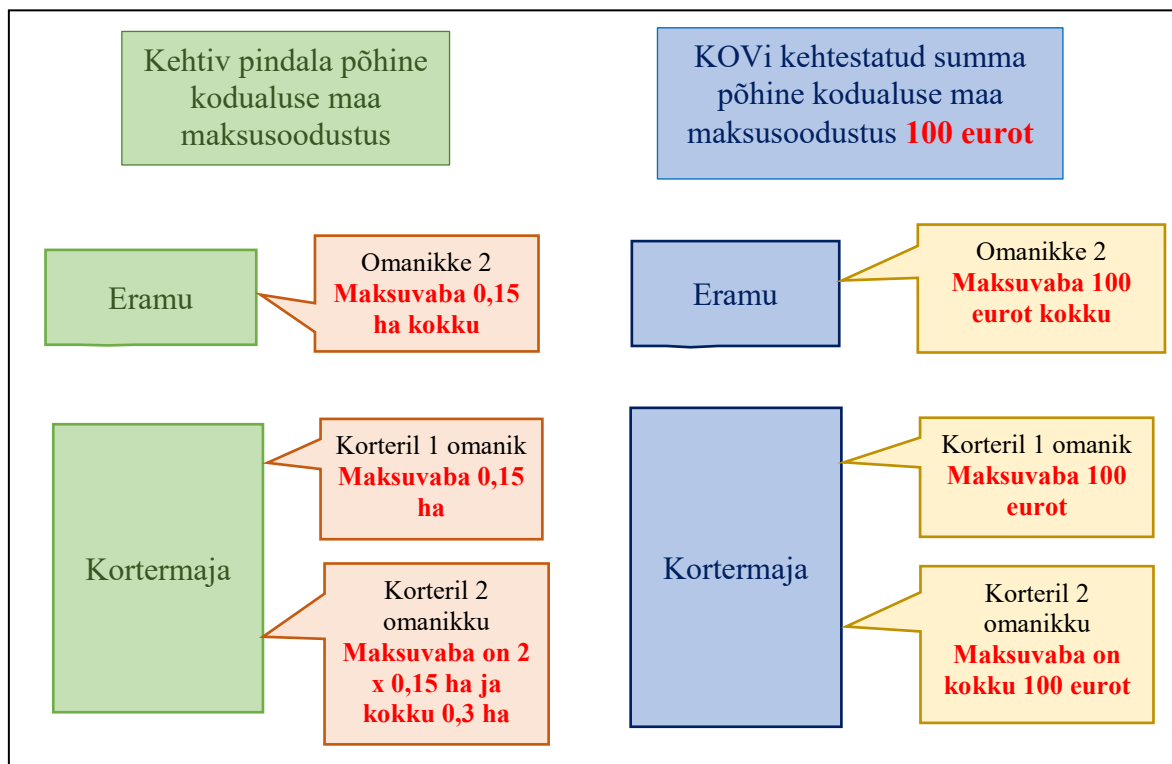 Kehtiv pindala põhine
kodualuse maa
maksusoodustus
KOVi kehtestatud summa
põhine kodualuse maa
maksusoodustus 100 eurot
Eramu
Omanikke 2
Maksuvaba 0,15
ha kokku
Eramu
Omanikke 2
Maksuvaba 100
eurot kokku
Kortermaja
Korteril 1 omanik
Maksuvaba 0,15
ha
Korteril 2
omanikku
Maksuvaba on 2
x 0,15 ha ja
kokku 0,3 ha
Kortermaja
Korteril 1 omanik
Maksuvaba 100
eurot
Korteril 2
omanikku
Maksuvaba on
kokku 100 eurot